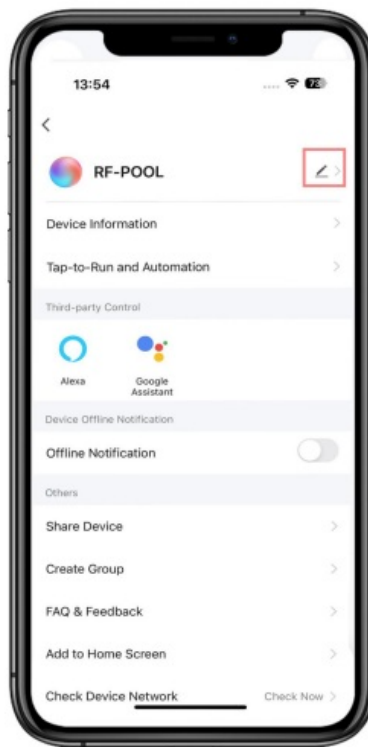 13:54
73
RF-POOL
Device Information
Tap-to-Run and Automation
Third-party Control
Alexa
Google
Assistant
Device Offline Notification
Offline Notification
Others
Share Device
Create Group
FAQ & Feedback
Add to Home Screen
Check Device Network Check Now